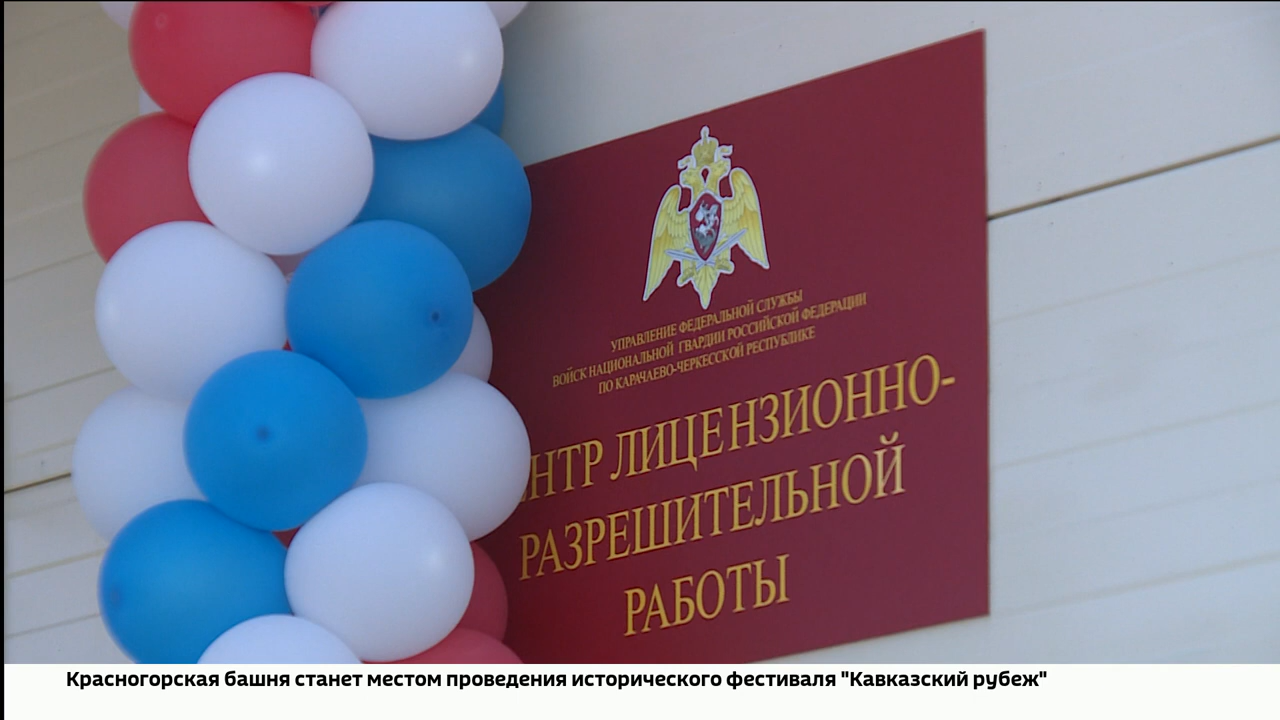 УПРАВЛЕНИЕ ФЕДЕРАЛЬНОЙ СЛУЖБЫ
ВОЙСК НАЦИОНАЛЬНОЙ ГВАРДИИ РОССИЙСКОЙ ФЕДЕРАЦИИ
ПО КАРАЧАЕВО-ЧЕРКЕССКОЙ РЕСПУБЛИКЕ
НТР ЛИЦЕНЗИОННО-
РАЗРЕШИТЕЛЬНОЙ
РАБОТЫ
Красногорская башня станет местом проведения исторического фестиваля "Кавказский рубеж"